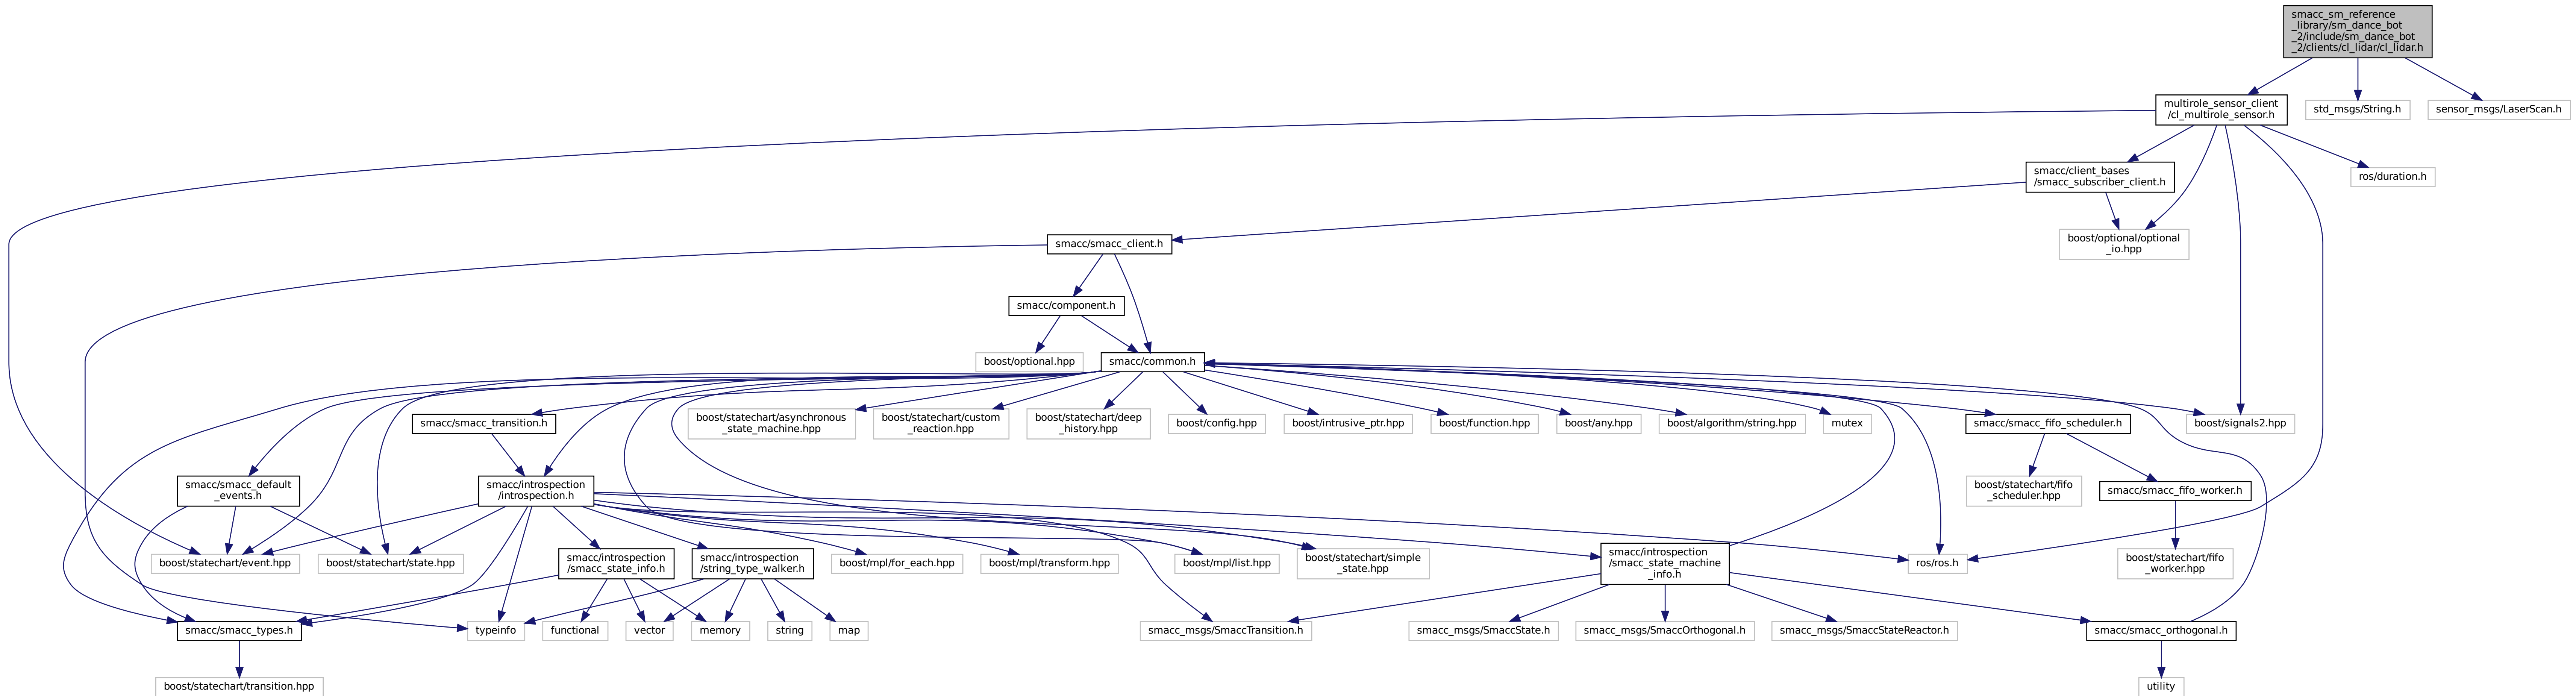 smacc_sm_reference
_library/sm_dance_bot
_2/include/sm_dance_bot
_2/clients/cl_lidar/cl_lidar.h
multirole_sensor_client
/cl_multirole_sensor.h
std_msgs/String.h
sensor_msgs/LaserScan.h
smacc/client_bases
/smacc_subscriber_client.h
ros/duration.h
smacc/smacc_client.h
boost/optional/optional
_io.hpp
smacc/component.h
boost/optional.hpp
smacc/common.h
smacc/smacc_transition.h
boost/statechart/asynchronous
_state_machine.hpp
boost/statechart/custom
_reaction.hpp
boost/statechart/deep
_history.hpp
boost/config.hpp
boost/intrusive_ptr.hpp
boost/function.hpp
boost/any.hpp
boost/algorithm/string.hpp
mutex
smacc/smacc_fifo_scheduler.h
boost/signals2.hpp
smacc/smacc_default
_events.h
smacc/introspection
/introspection.h
boost/statechart/fifo
_scheduler.hpp
smacc/smacc_fifo_worker.h
boost/statechart/event.hpp
boost/statechart/state.hpp
smacc/introspection
/smacc_state_info.h
smacc/introspection
/string_type_walker.h
boost/mpl/for_each.hpp
boost/mpl/transform.hpp
boost/mpl/list.hpp
boost/statechart/simple
_state.hpp
smacc/introspection
/smacc_state_machine
_info.h
ros/ros.h
boost/statechart/fifo
_worker.hpp
smacc/smacc_types.h
typeinfo
functional
vector
memory
string
map
smacc_msgs/SmaccTransition.h
smacc_msgs/SmaccState.h
smacc_msgs/SmaccOrthogonal.h
smacc_msgs/SmaccStateReactor.h
smacc/smacc_orthogonal.h
boost/statechart/transition.hpp
utility